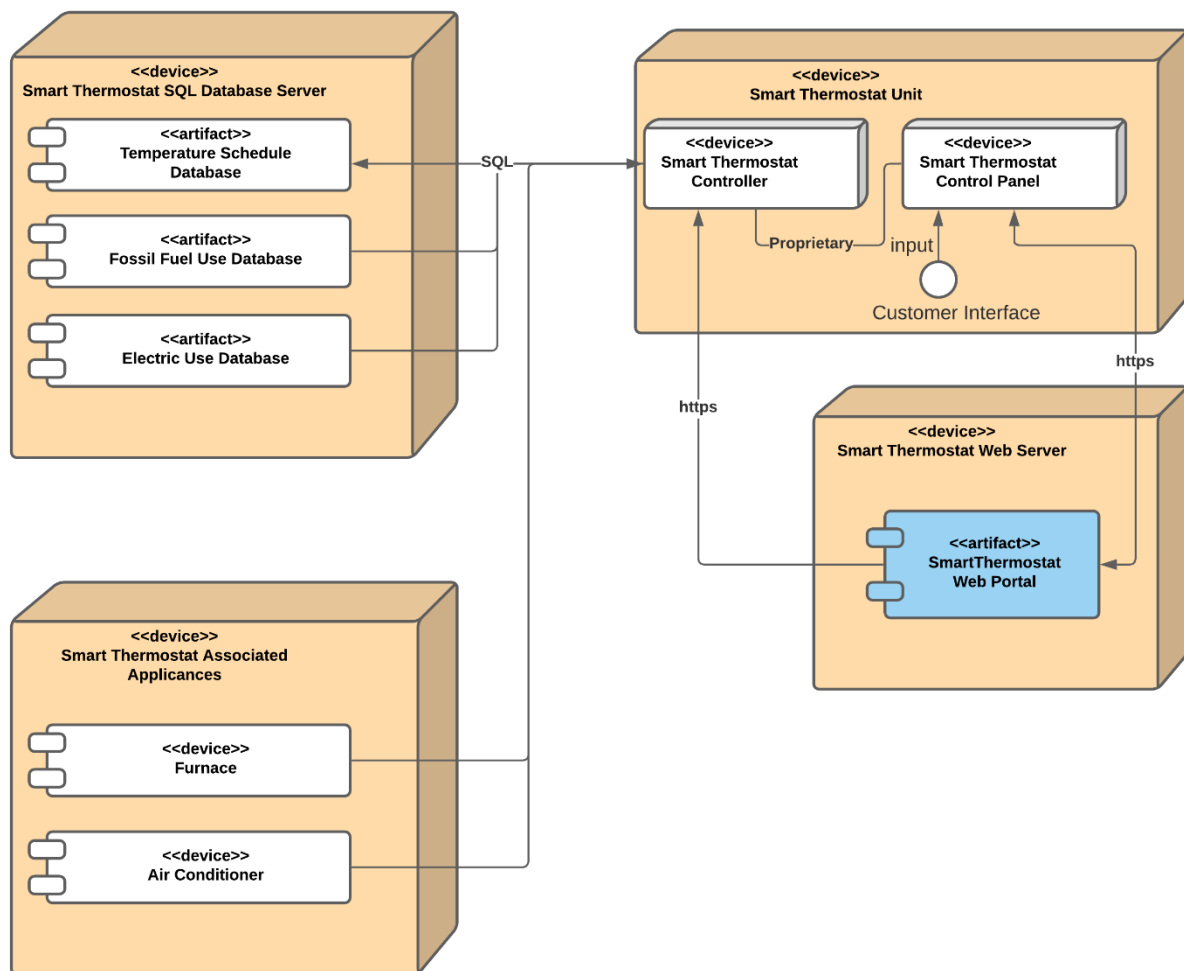 <<device>>
Smart Thermostat SQL Database Server
<<artifact>>
Temperature Schedule
Database
<<artifact>>
Fossil Fuel Use Database
<<artifact>>
Electric Use Database
SQL
<<device>>
Smart Thermostat Unit
<<device>>
Smart Thermostat
Controller
<<device>>
Smart Thermostat
Control Panel
Proprietary
input
Customer Interface
https
https
<<device>>
Smart Thermostat Web Server
<<artifact>>
SmartThermostat
Web Portal
<<device>>
Smart Thermostat Associated
Applicances
<<device>>
Furnace
<<device>>
Air Conditioner